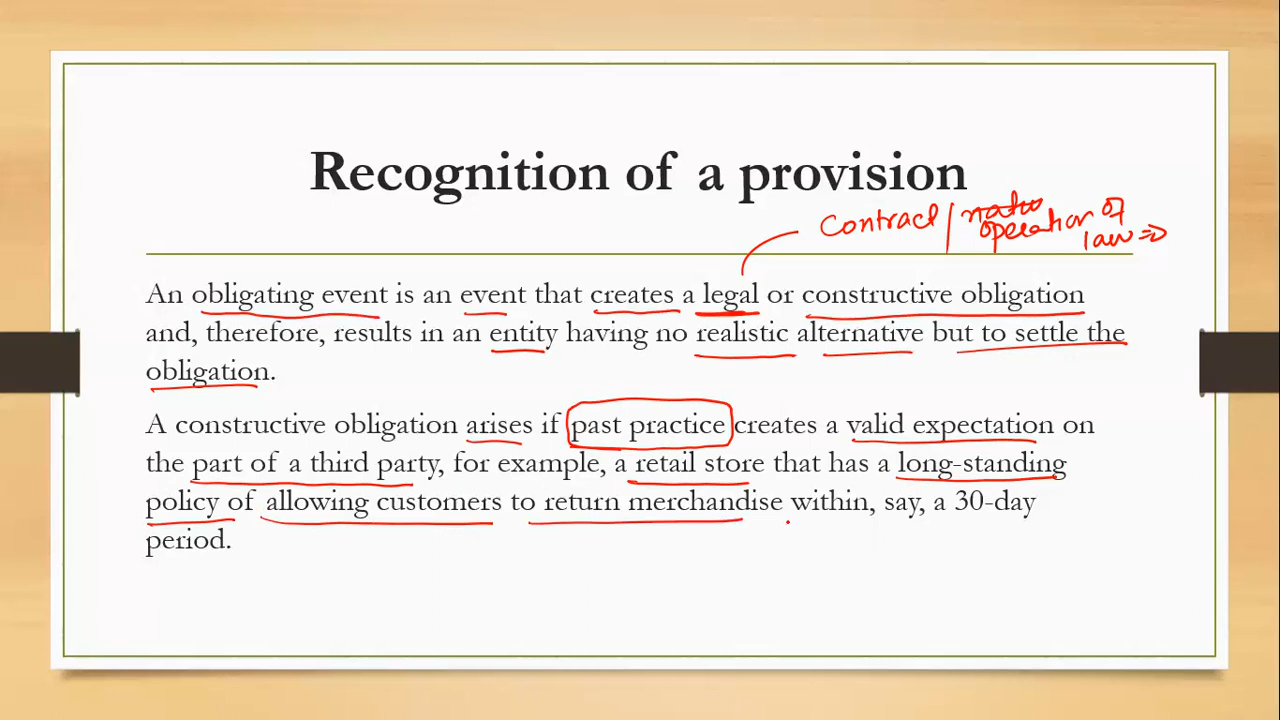 Recognition of a provision
Contract / operation of
law ⇒
An obligating event is an event that creates a legal or constructive obligation
and, therefore, results in an entity having no realistic alternative but to settle the
obligation.
A constructive obligation arises if past practice creates a valid expectation on
the part of a third party, for example, a retail store that has a long-standing
policy of allowing customers to return merchandise within, say, a 30-day
period.